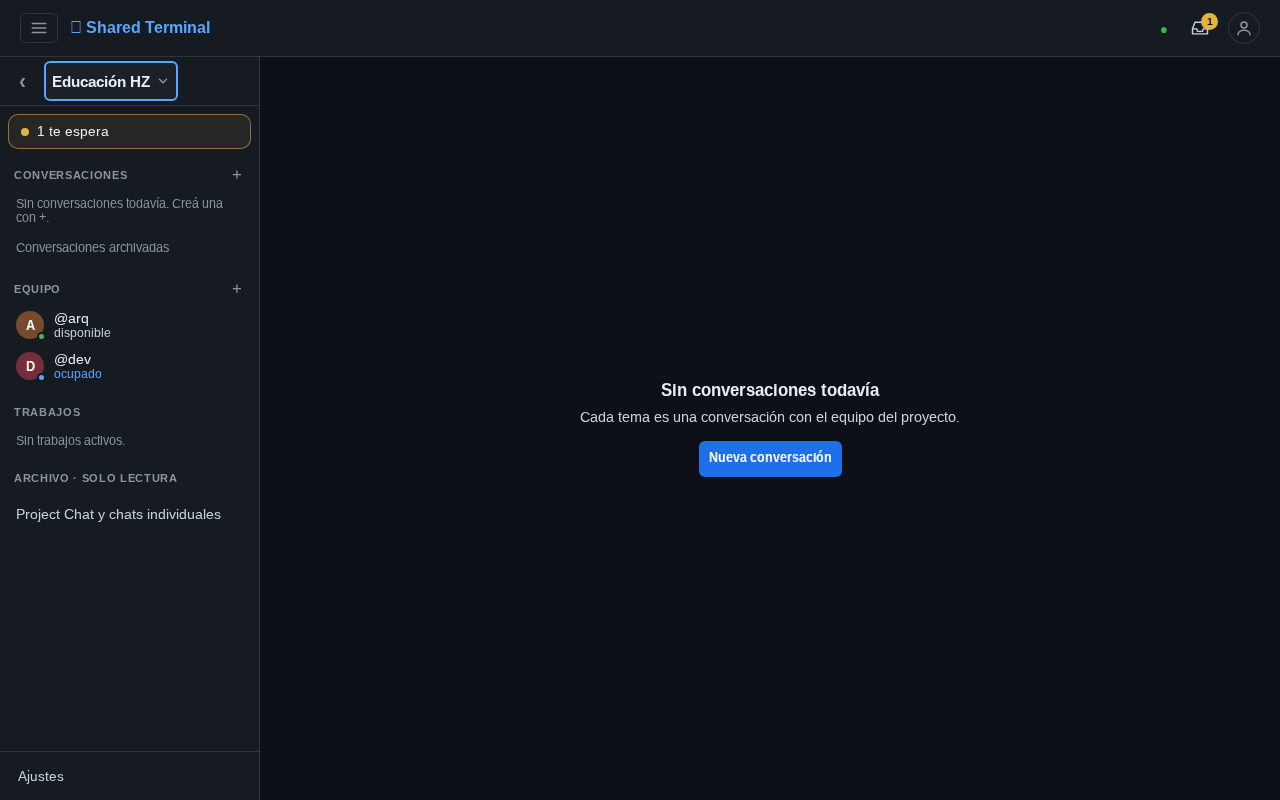 Shared Terminal
1
‹ Educación HZ
1 te espera
CONVERSACIONES +
Sin conversaciones todavía. Creá una
con +.
Conversaciones archivadas
EQUIPO +
A @arq
disponible
D @dev
ocupado
TRABAJOS
Sin trabajos activos.
ARCHIVO · SOLO LECTURA
Project Chat y chats individuales
Ajustes
Sin conversaciones todavía
Cada tema es una conversación con el equipo del proyecto.
Nueva conversación